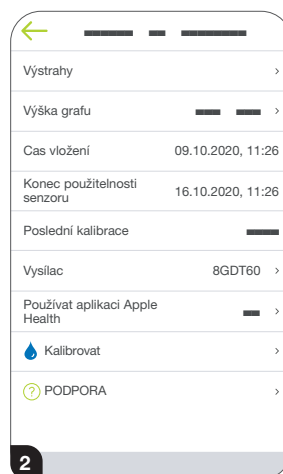 Výstrahy
Výška grafu
Cas vložení 09.10.2020, 11:26
Konec použitelnosti
senzoru 16.10.2020, 11:26
Poslední kalibrace
Vysílac 8GDT60
Používat aplikaci Apple
Health
Kalibrovat
? PODPORA
2